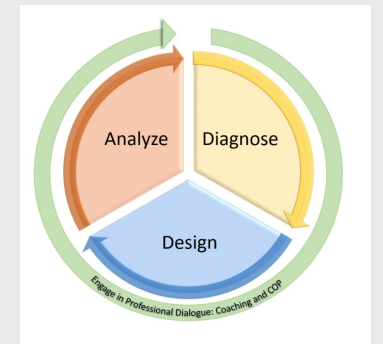 Analyze
Diagnose
Design
Engage in Professional Dialogue: Coaching and COP